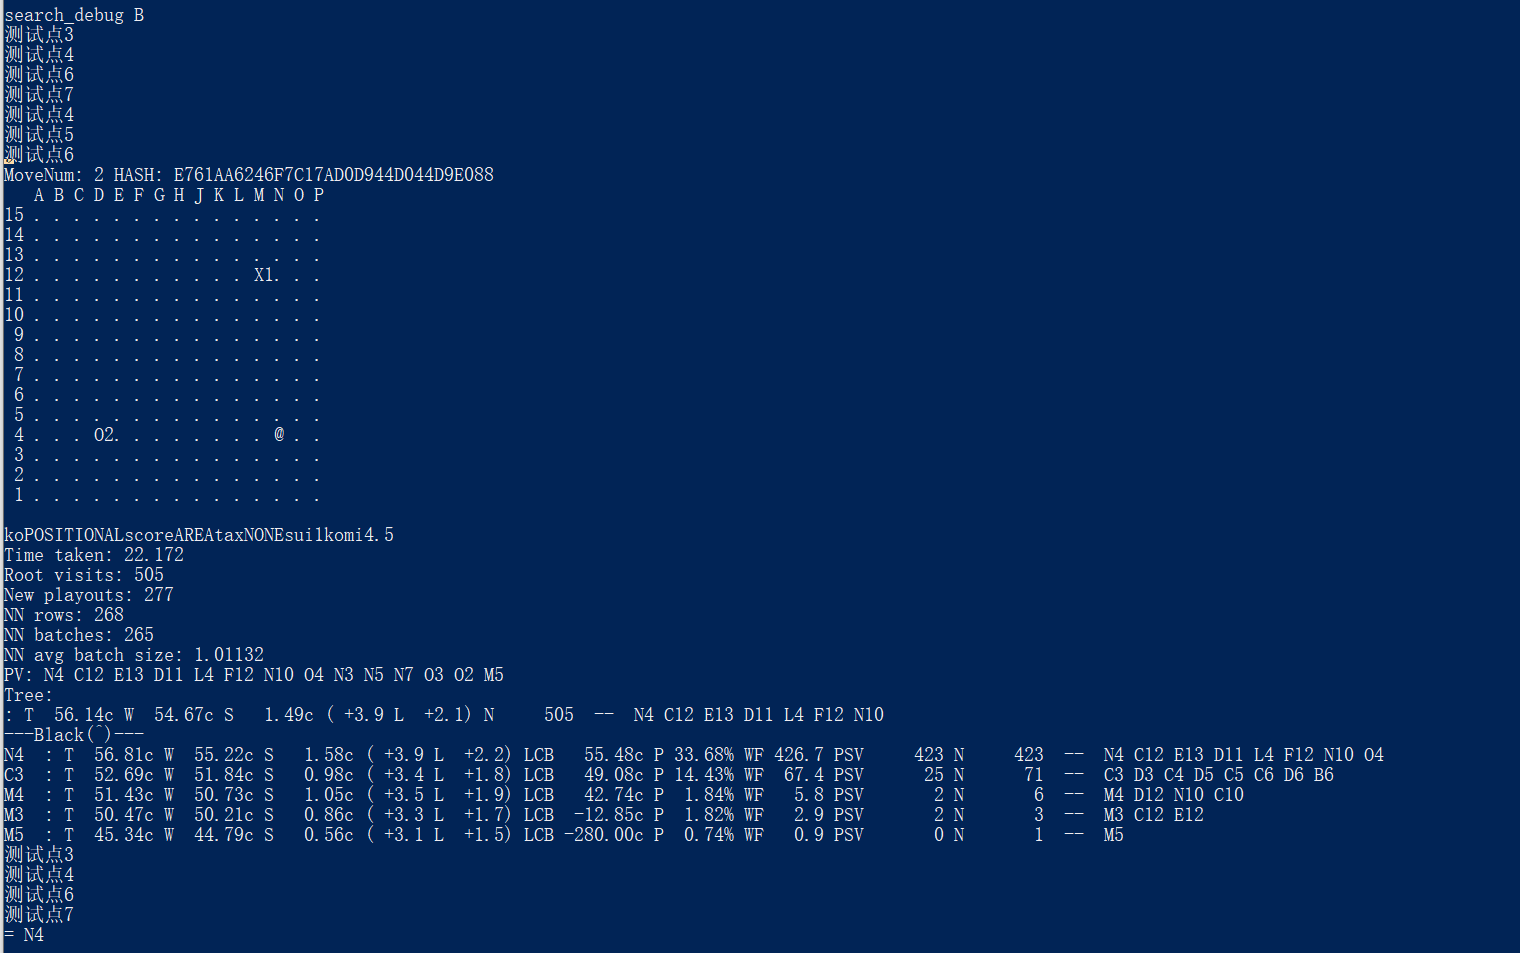 search_debug B
测试点3
测试点4
测试点6
测试点7
测试点4
测试点5
测试点6
MoveNum: 2 HASH: E761AA6246F7C17AD0D944D044D9E088
   A B C D E F G H J K L M N O P
15 . . . . . . . . . . . . . . .
14 . . . . . . . . . . . . . . .
13 . . . . . . . . . . . . . . .
12 . . . . . . . . . . . X1. . .
11 . . . . . . . . . . . . . . .
10 . . . . . . . . . . . . . . .
 9 . . . . . . . . . . . . . . .
 8 . . . . . . . . . . . . . . .
 7 . . . . . . . . . . . . . . .
 6 . . . . . . . . . . . . . . .
 5 . . . . . . . . . . . . . . .
 4 . . . O2. . . . . . . . @ . .
 3 . . . . . . . . . . . . . . .
 2 . . . . . . . . . . . . . . .
 1 . . . . . . . . . . . . . . .
koPOSITIONALscoreAREAtaxNONEsui1komi4.5
Time taken: 22.172
Root visits: 505
New playouts: 277
NN rows: 268
NN batches: 265
NN avg batch size: 1.01132
PV: N4 C12 E13 D11 L4 F12 N10 O4 N3 N5 N7 O3 O2 M5
Tree:
: T  56.14c W  54.67c S   1.49c ( +3.9 L  +2.1) N     505  --  N4 C12 E13 D11 L4 F12 N10
---Black(^)---
N4  : T  56.81c W  55.22c S   1.58c ( +3.9 L  +2.2) LCB   55.48c P 33.68% WF 426.7 PSV     423 N     423  --  N4 C12 E13 D11 L4 F12 N10 O4
C3  : T  52.69c W  51.84c S   0.98c ( +3.4 L  +1.8) LCB   49.08c P 14.43% WF  67.4 PSV      25 N      71  --  C3 D3 C4 D5 C5 C6 D6 B6
M4  : T  51.43c W  50.73c S   1.05c ( +3.5 L  +1.9) LCB   42.74c P  1.84% WF   5.8 PSV       2 N       6  --  M4 D12 N10 C10
M3  : T  50.47c W  50.21c S   0.86c ( +3.3 L  +1.7) LCB  -12.85c P  1.82% WF   2.9 PSV       2 N       3  --  M3 C12 E12
M5  : T  45.34c W  44.79c S   0.56c ( +3.1 L  +1.5) LCB -280.00c P  0.74% WF   0.9 PSV       0 N       1  --  M5
测试点3
测试点4
测试点6
测试点7
= N4